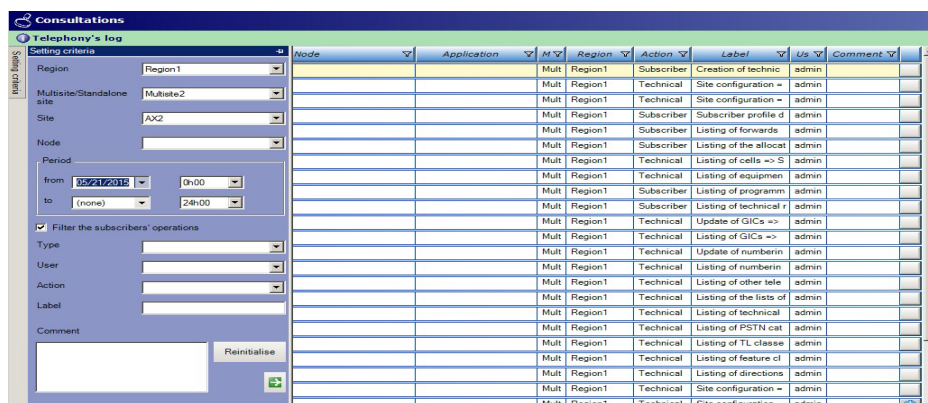 Consultations
Telephony's log
Setting criteria
Setting criteria
Region Region1
Multisite/Standalone site Multisite2
Site AX2
Node
Period
from 05/21/2015 0h00
to (none) 24h00
Filter the subscribers' operations
Type
User
Action
Label
Comment
Reinitialise
Node Application M Region Action Label Us Comment
Mult Region1 Subscriber Creation of technic admin
Mult Region1 Technical Site configuration = admin
Mult Region1 Technical Site configuration = admin
Mult Region1 Subscriber Subscriber profile d admin
Mult Region1 Subscriber Listing of forwards admin
Mult Region1 Subscriber Listing of the allocat admin
Mult Region1 Technical Listing of cells => S admin
Mult Region1 Technical Listing of equipmen admin
Mult Region1 Subscriber Listing of programm admin
Mult Region1 Subscriber Listing of technical r admin
Mult Region1 Technical Update of GICs => admin
Mult Region1 Technical Listing of GICs => admin
Mult Region1 Technical Update of numberin admin
Mult Region1 Technical Listing of numberin admin
Mult Region1 Technical Listing of other tele admin
Mult Region1 Technical Listing of the lists of admin
Mult Region1 Technical Listing of technical admin
Mult Region1 Technical Listing of PSTN cat admin
Mult Region1 Technical Listing of TL classe admin
Mult Region1 Technical Listing of feature cl admin
Mult Region1 Technical Listing of directions admin
Mult Region1 Technical Site configuration = admin
Mult Region1 Technical Site configuration admin